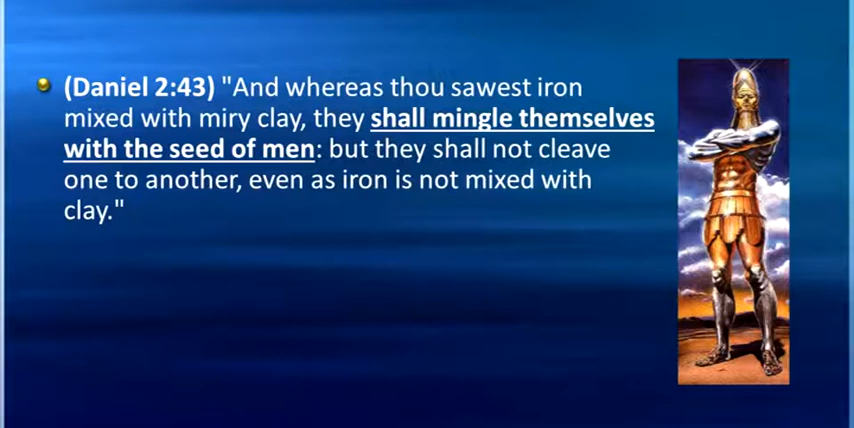 (Daniel 2:43) "And whereas thou sawest iron
mixed with miry clay, they shall mingle themselves
with the seed of men: but they shall not cleave
one to another, even as iron is not mixed with
clay."